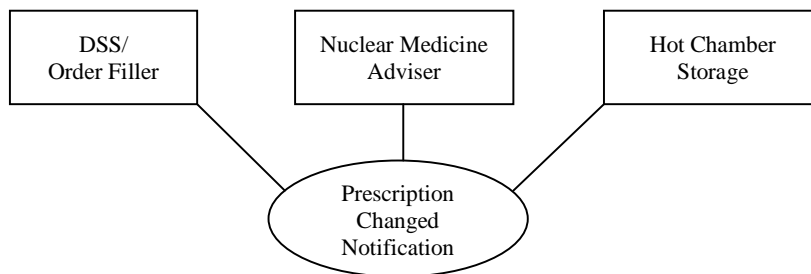 DSS/
Order Filler
Nuclear Medicine
Adviser
Hot Chamber
Storage
Prescription
Changed
Notification